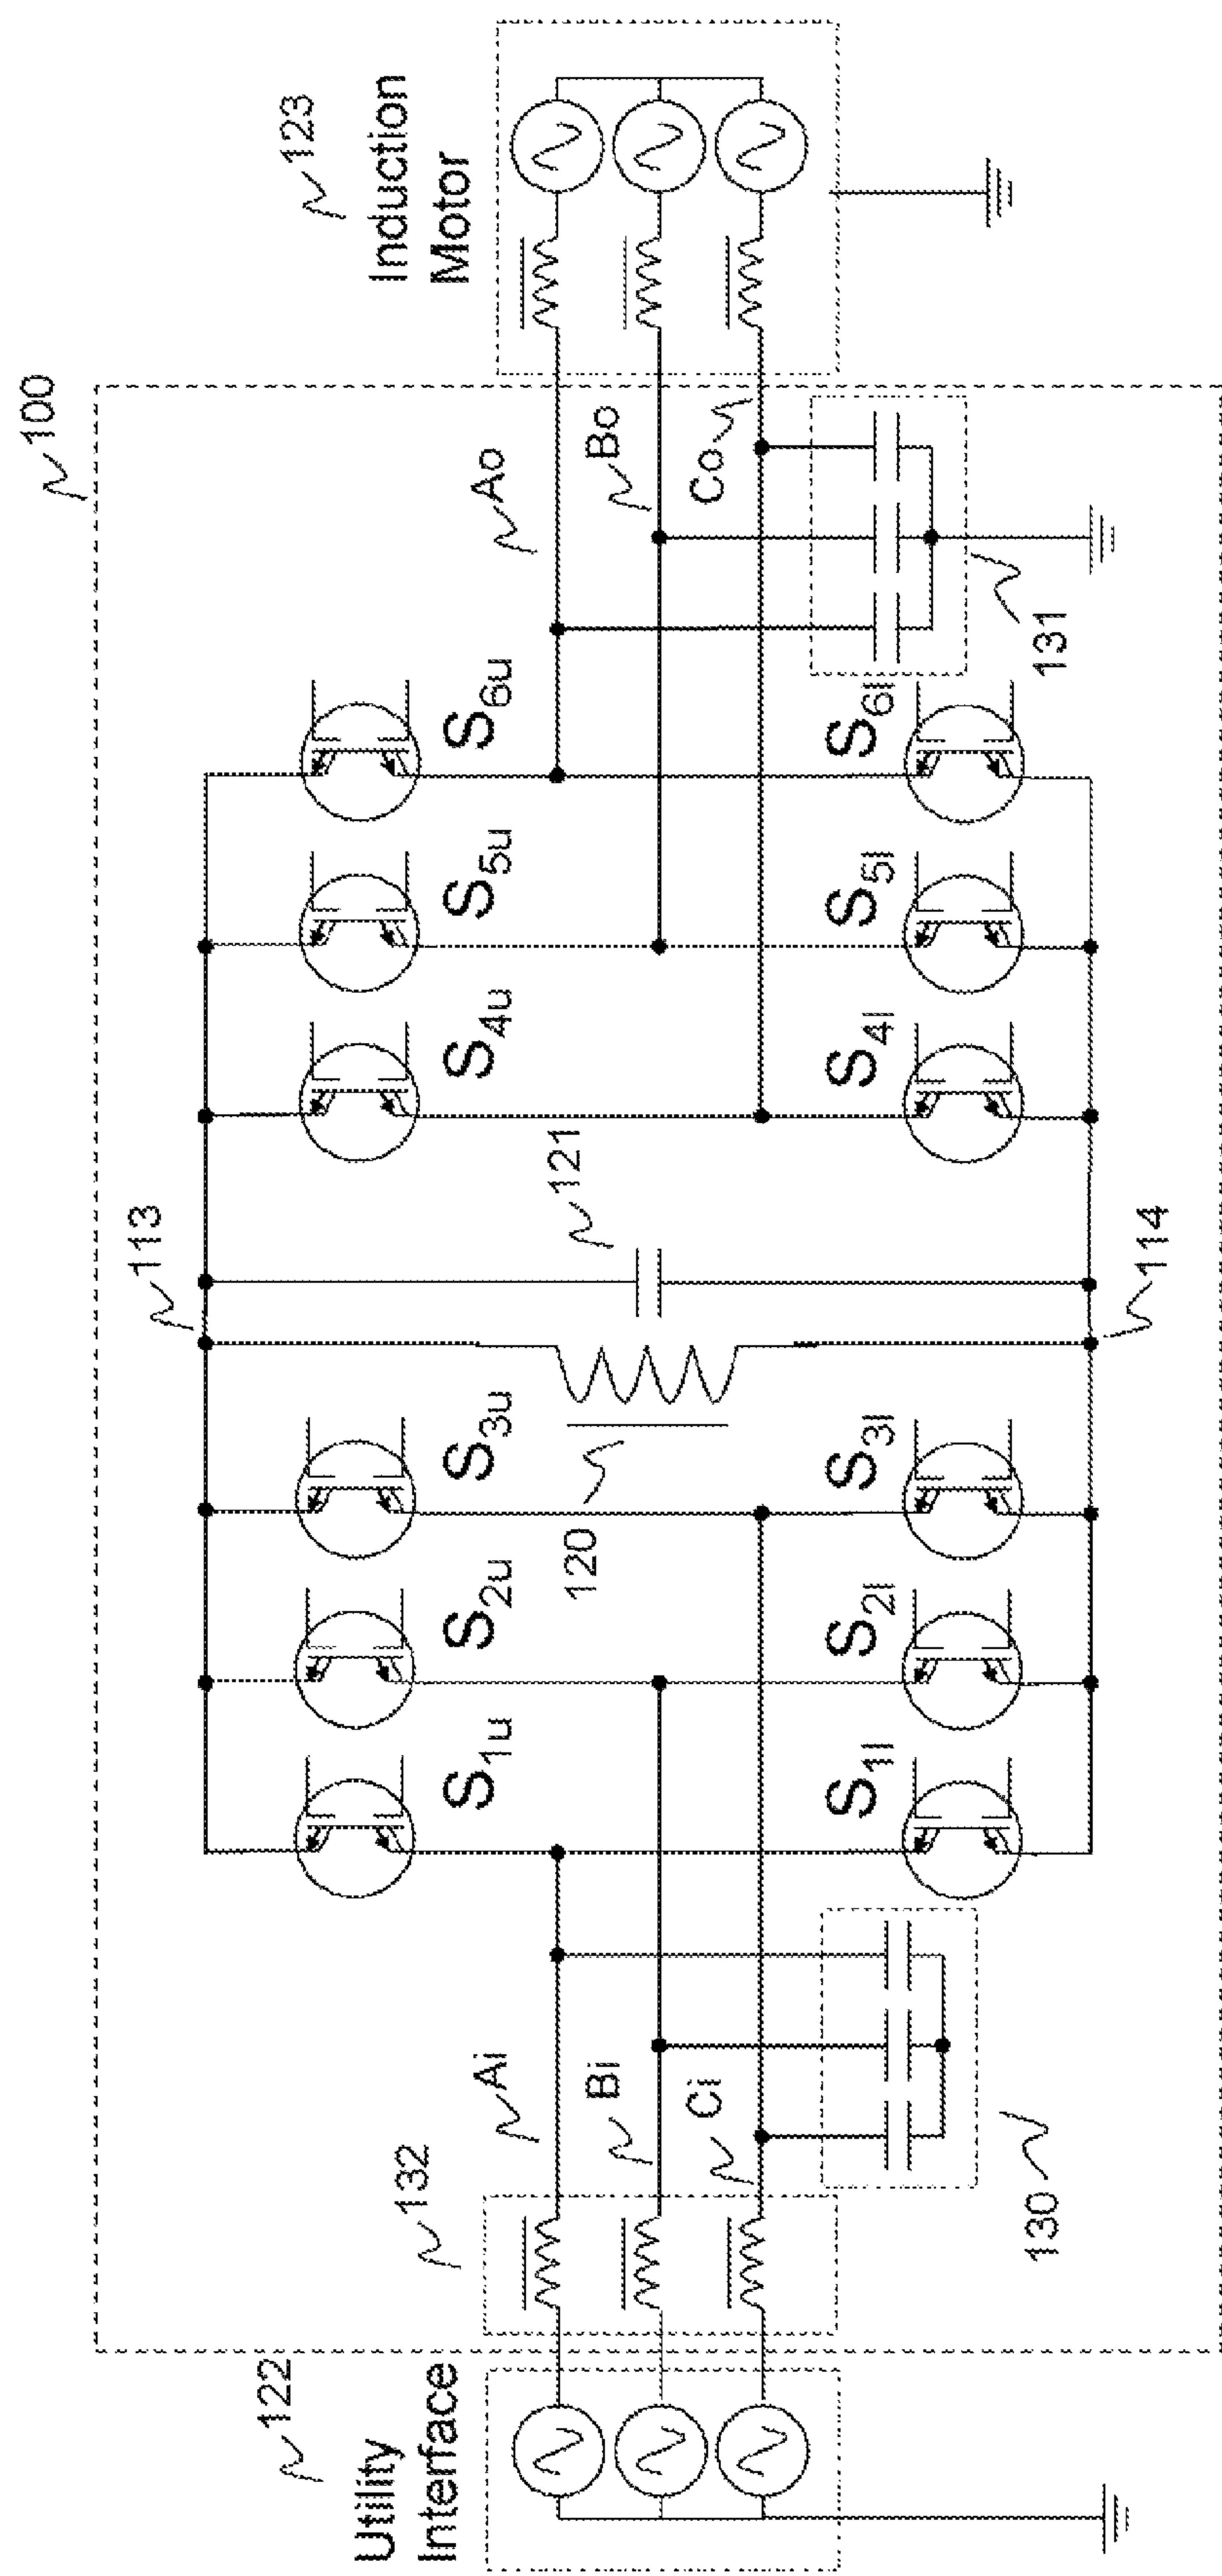 122
Utility
Interface
132
Ai
Bi
Ci
130
S1u
S2u
S3u
S1l
S2l
S3l
120
113
121
114
S4u
S5u
S6u
S4l
S5l
S6l
Ao
Bo
Co
131
100
123
Induction
Motor